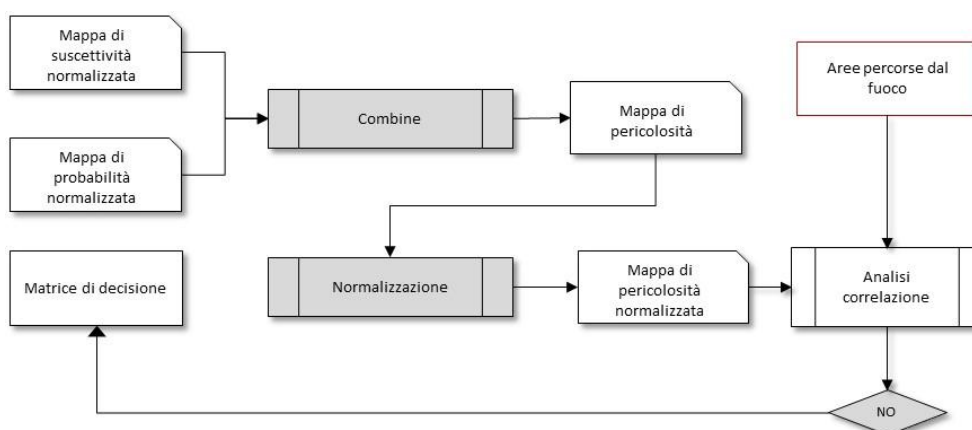 Mappa di
suscettività
normalizzata
Combine
Mappa di
pericolosità
Aree percorse dal
fuoco
Mappa di
probabilità
normalizzata
Matrice di decisione
Normalizzazione
Mappa di
pericolosità
normalizzata
Analisi
correlazione
NO